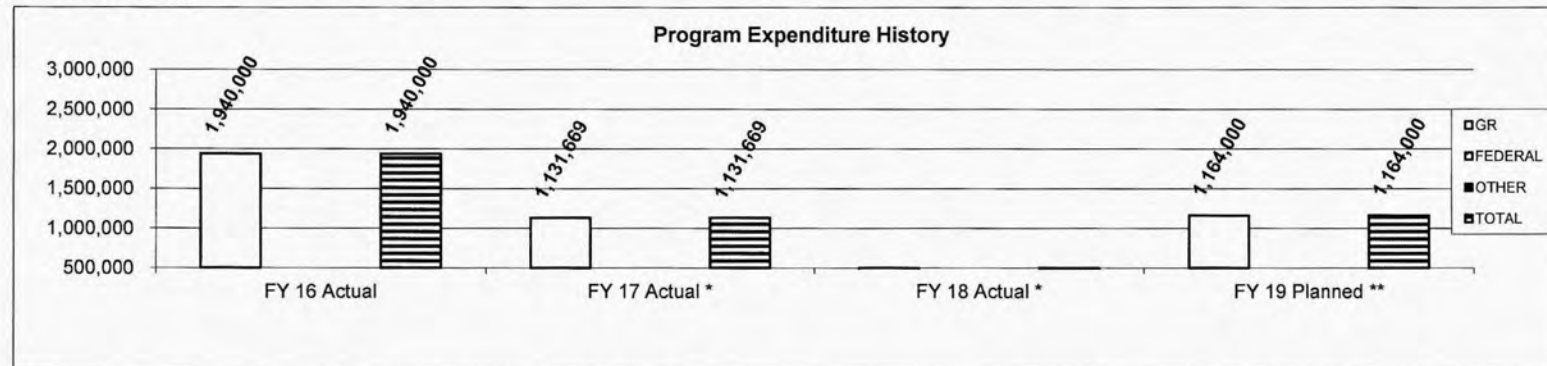 Program Expenditure History
3,000,000
2,500,000
2,000,000
1,500,000
1,000,000
500,000
1,940,000
1,940,000
1,131,669
1,131,669
1,164,000
1,164,000
FY 16 Actual
FY 17 Actual *
FY 18 Actual *
FY 19 Planned **
GR
FEDERAL
OTHER
TOTAL